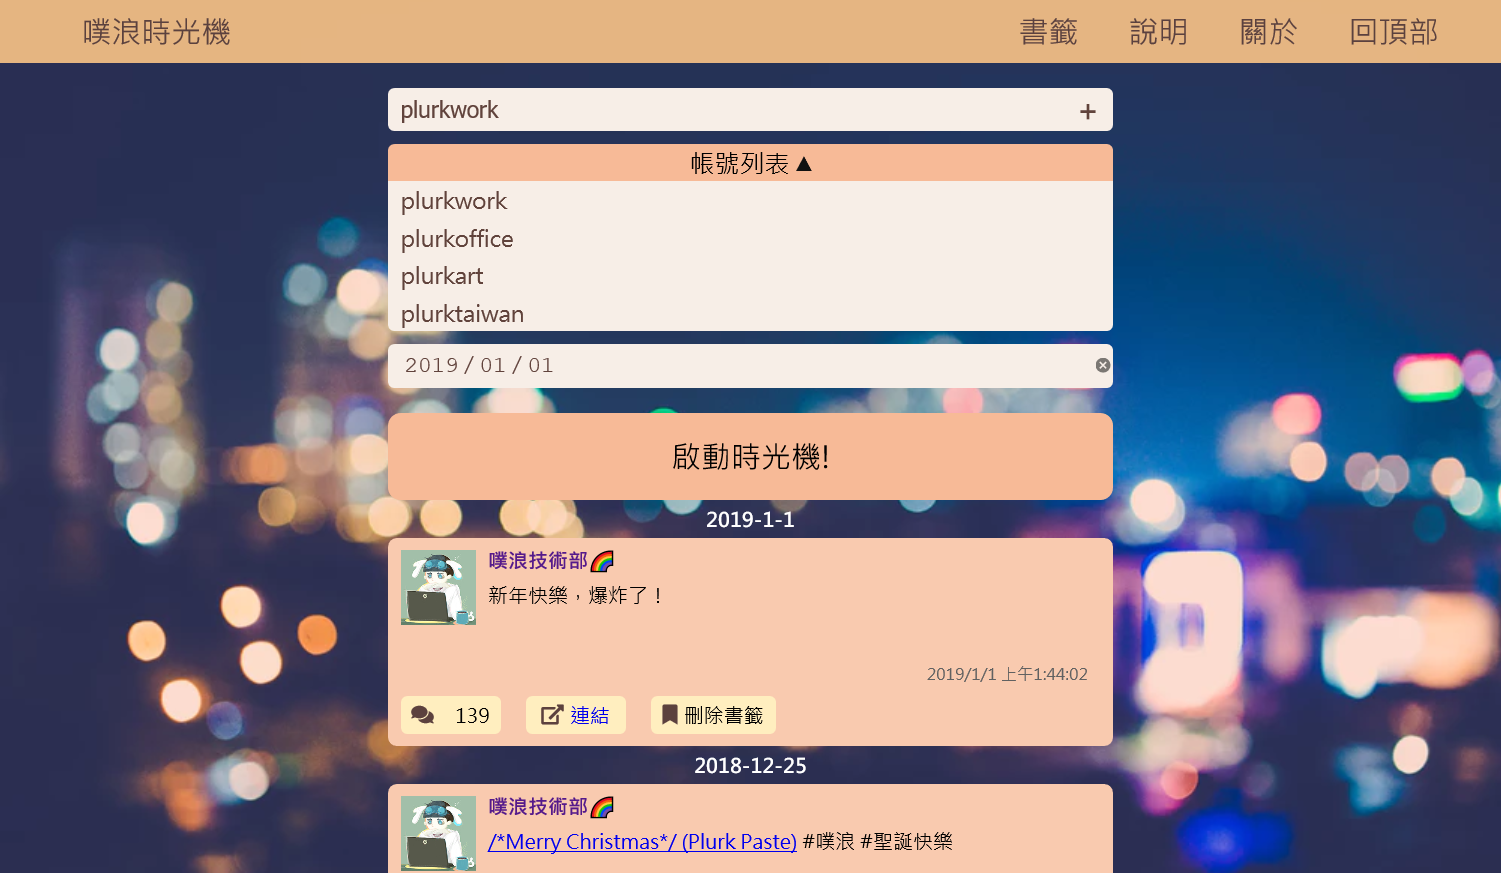 噗浪時光機 書籤 說明 關於 回頂部
plurkwork +
帳號列表 ▲
plurkwork
plurkoffice
plurkart
plurktaiwan
2019 / 01 / 01
啟動時光機!
2019-1-1
噗浪技術部🌈
新年快樂，爆炸了！
2019/1/1 上午1:44:02
139 連結 刪除書籤
2018-12-25
噗浪技術部🌈
/*Merry Christmas*/ (Plurk Paste) #噗浪 #聖誕快樂